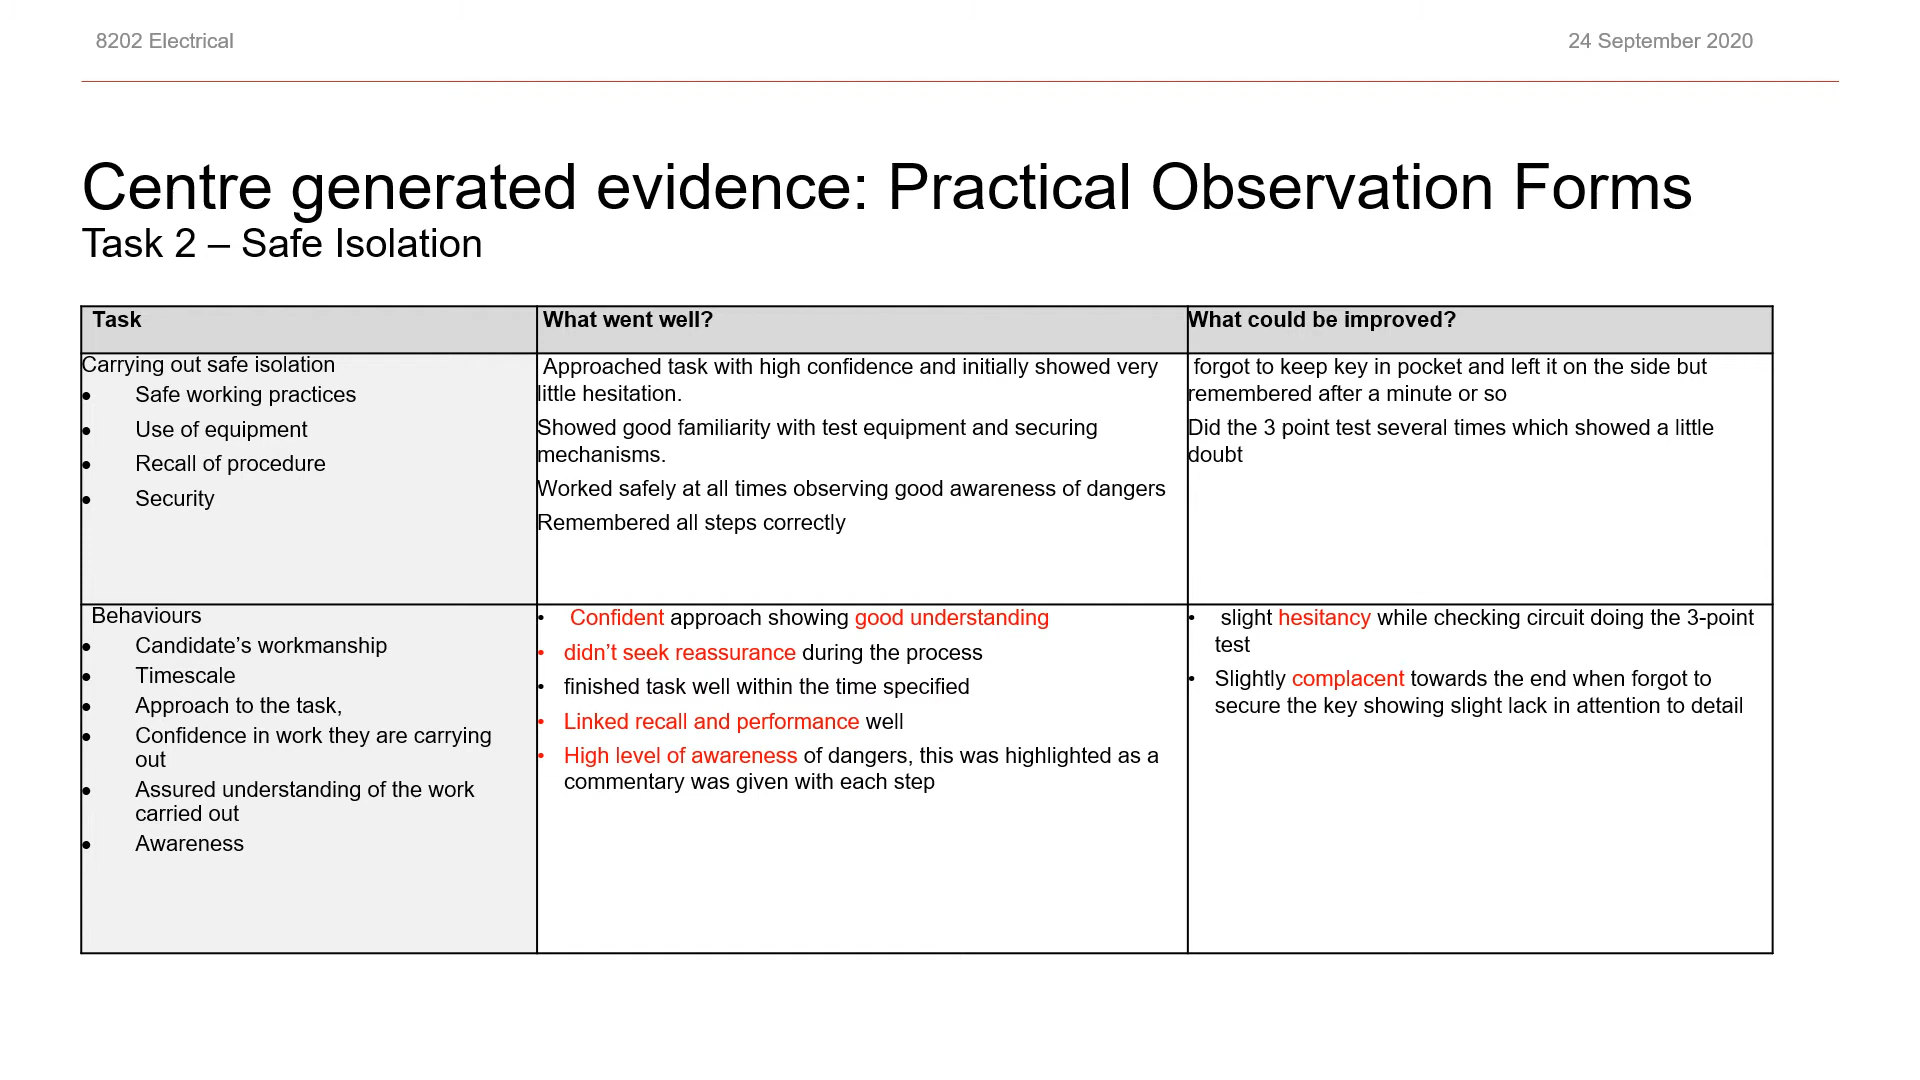 8202 Electrical
24 September 2020
Centre generated evidence: Practical Observation Forms
Task 2 – Safe Isolation
Task
What went well?
What could be improved?
Carrying out safe isolation
• Safe working practices
• Use of equipment
• Recall of procedure
• Security
Approached task with high confidence and initially showed very
little hesitation.
Showed good familiarity with test equipment and securing
mechanisms.
Worked safely at all times observing good awareness of dangers
Remembered all steps correctly
forgot to keep key in pocket and left it on the side but
remembered after a minute or so
Did the 3 point test several times which showed a little
doubt
Behaviours
• Candidate’s workmanship
• Timescale
• Approach to the task,
• Confidence in work they are carrying
out
• Assured understanding of the work
carried out
• Awareness
• Confident approach showing good understanding
• didn’t seek reassurance during the process
• finished task well within the time specified
• Linked recall and performance well
• High level of awareness of dangers, this was highlighted as a
commentary was given with each step
• slight hesitancy while checking circuit doing the 3-point
test
• Slightly complacent towards the end when forgot to
secure the key showing slight lack in attention to detail